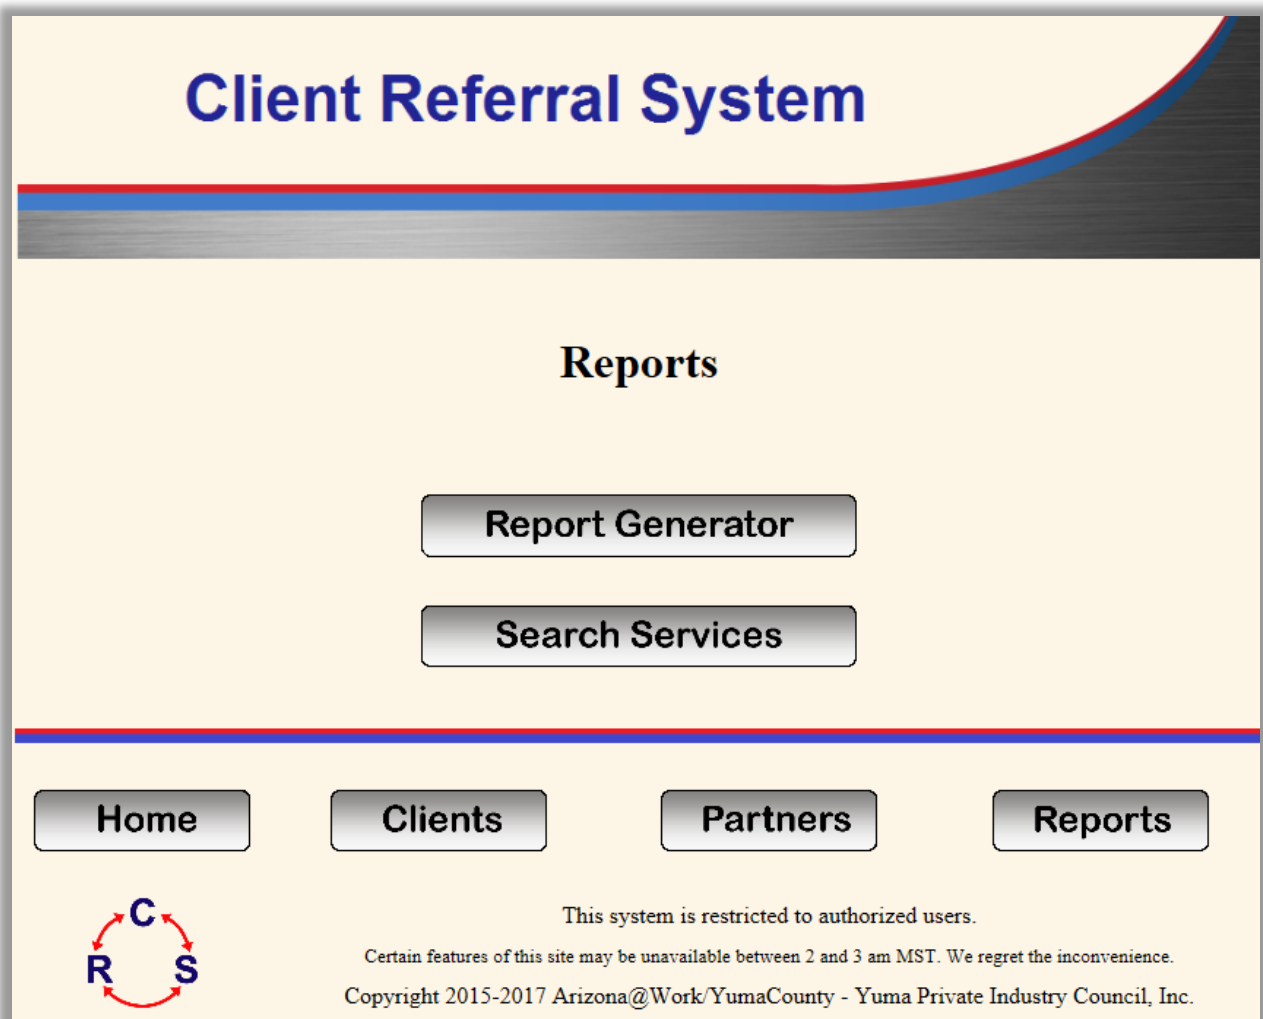 Client Referral System
Reports
Report Generator
Search Services
Home Clients Partners Reports
C
R S
This system is restricted to authorized users.
Certain features of this site may be unavailable between 2 and 3 am MST. We regret the inconvenience.
Copyright 2015-2017 Arizona@Work/YumaCounty - Yuma Private Industry Council, Inc.